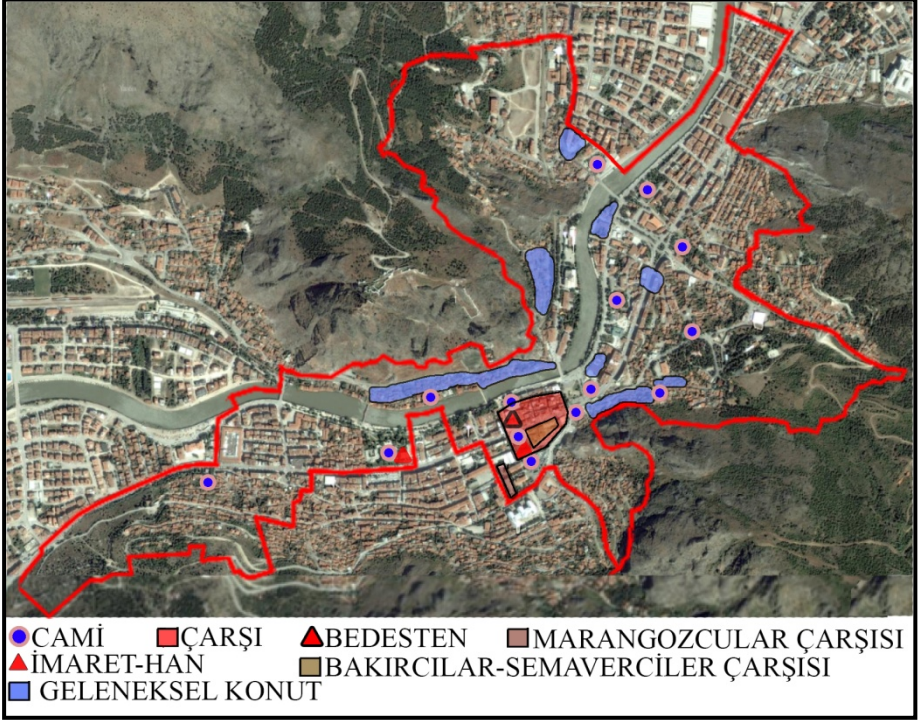 CAMİ ÇARŞI BEDESTEN MARANGOZCULAR ÇARŞISI
İMARET-HAN BAKIRCILAR-SEMAVERCİLER ÇARŞISI
GELENEKSEL KONUT